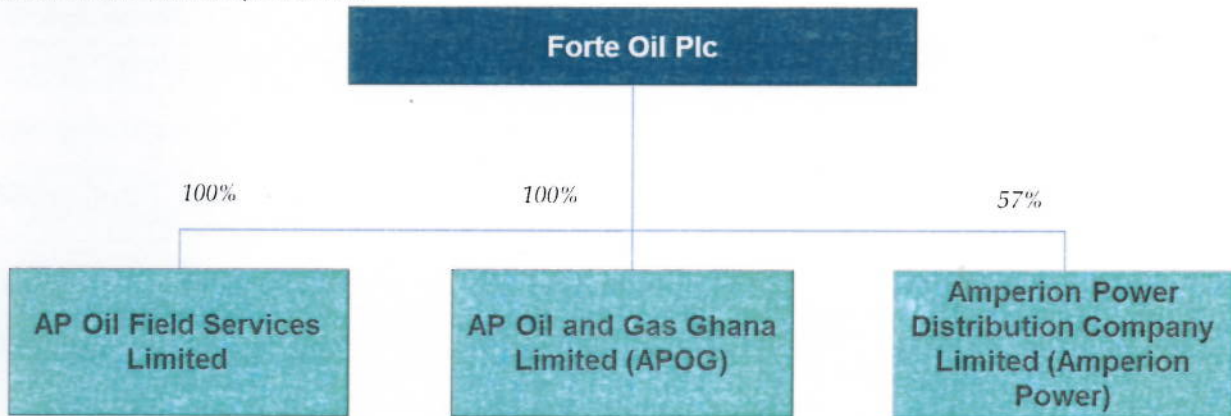 Forte Oil Plc
100%
100%
57%
AP Oil Field Services
Limited
AP Oil and Gas Ghana
Limited (APOG)
Amperion Power
Distribution Company
Limited (Amperion
Power)